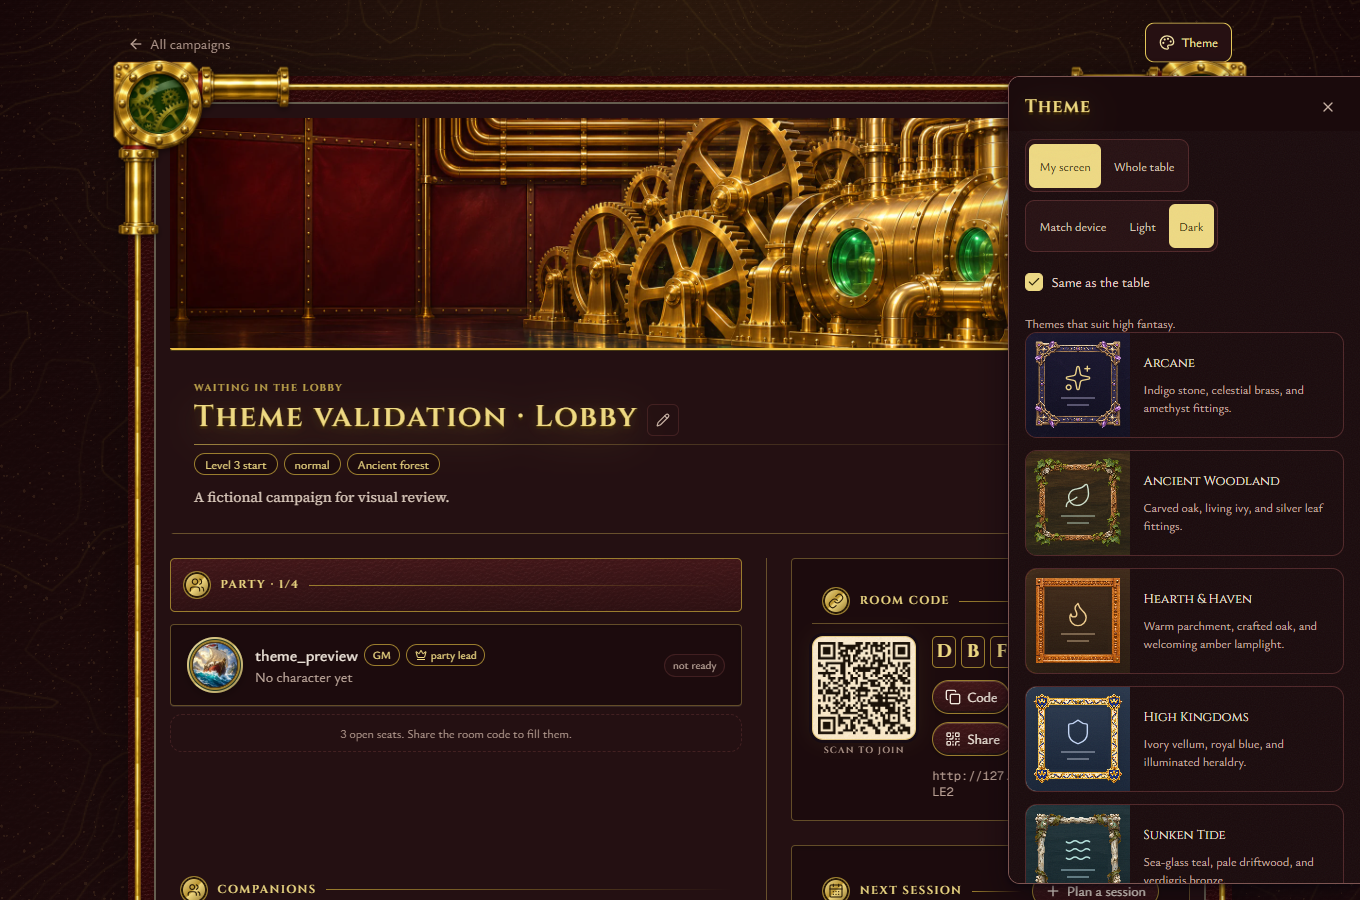 All campaigns
Theme
THEME
My screen
Whole table
Match device
Light
Dark
Same as the table
Themes that suit high fantasy.
ARCANE
Indigo stone, celestial brass, and
amethyst fittings.
ANCIENT WOODLAND
Carved oak, living ivy, and silver leaf
fittings.
HEARTH & HAVEN
Warm parchment, crafted oak, and
welcoming amber lamplight.
HIGH KINGDOMS
Ivory vellum, royal blue, and
illuminated heraldry.
SUNKEN TIDE
Sea-glass teal, pale driftwood, and
verdigris bronze
WAITING IN THE LOBBY
THEME VALIDATION · LOBBY
Level 3 start
normal
Ancient forest
A fictional campaign for visual review.
PARTY · 1/4
theme_preview
GM
party lead
No character yet
not ready
3 open seats. Share the room code to fill them.
COMPANIONS
ROOM CODE
D B F
Code
Share
SCAN TO JOIN
http://127.
LE2
NEXT SESSION
Plan a session